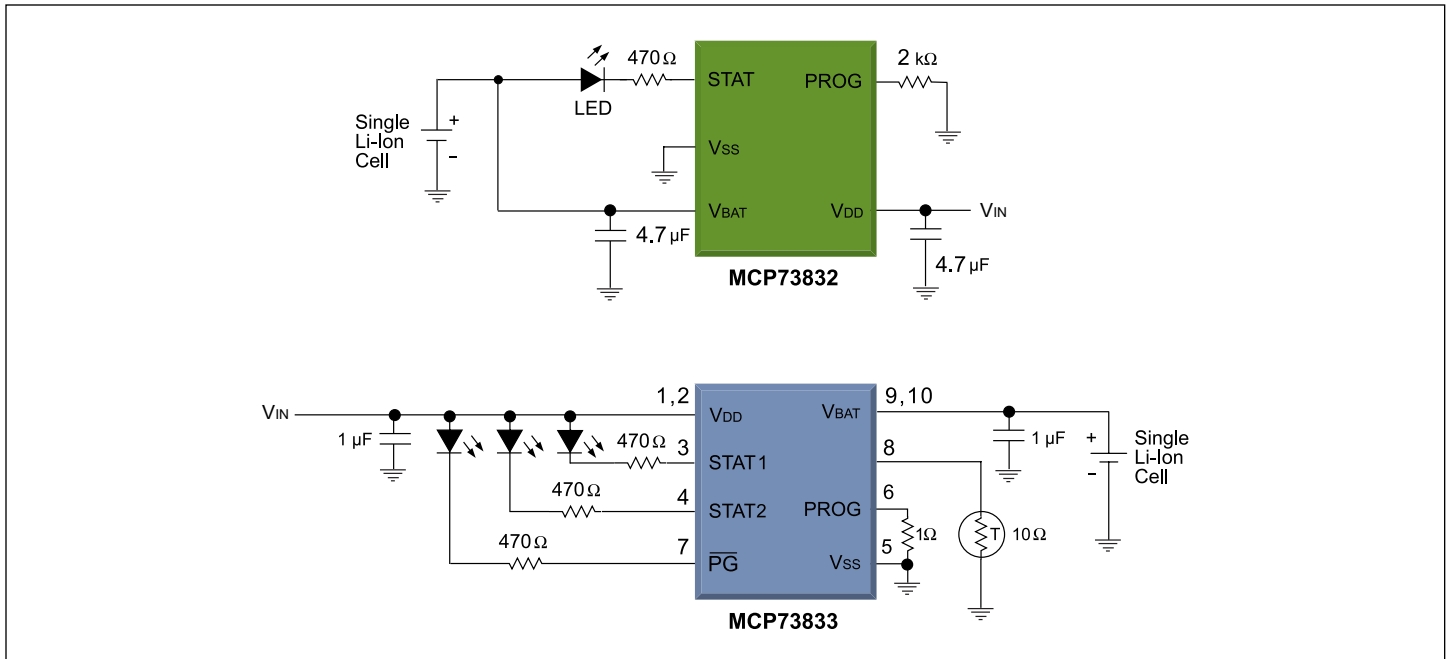 470Ω
2 kΩ
STAT
PROG
LED
Single
Li-Ion
Cell
+
-
VSS
VBAT
VDD
VIN
4.7 µF
4.7 µF
MCP73832
VIN
1,2
9,10
VDD
VBAT
1 µF
470Ω
3
STAT1
8
1 µF
+
-
Single
Li-Ion
Cell
470Ω
4
STAT2
6
PROG
1Ω
T
10Ω
470Ω
7
PG
5
VSS
MCP73833